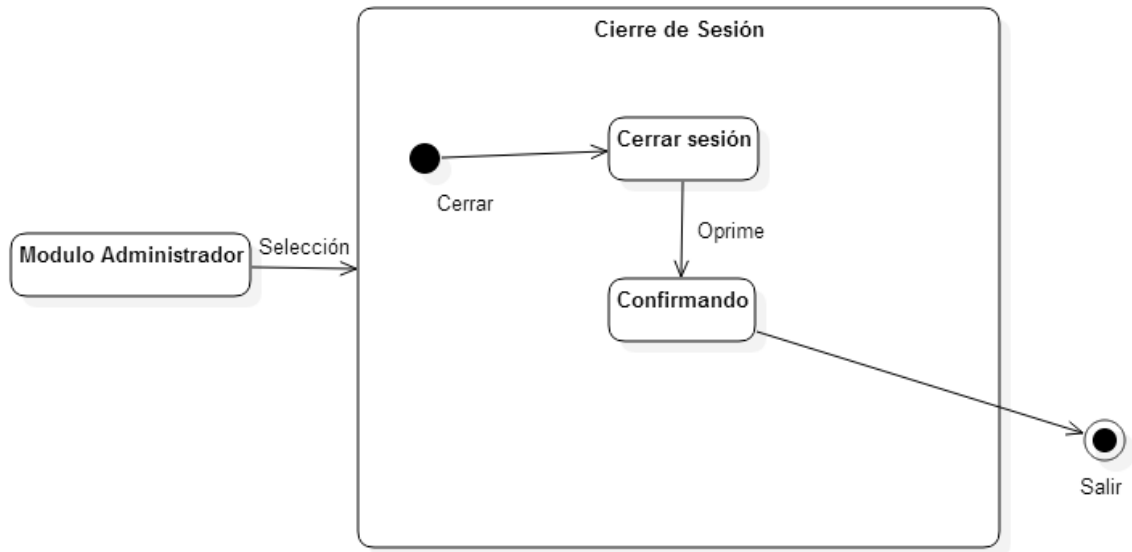 Cierre de Sesión
Cerrar sesión
Cerrar
Oprime
Modulo Administrador
Selección
Confirmando
Salir